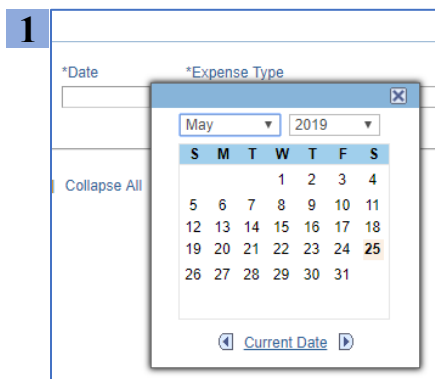 1
*Date *Expense Type
May 2019
S M T W T F S
1 2 3 4
5 6 7 8 9 10 11
12 13 14 15 16 17 18
19 20 21 22 23 24 25
26 27 28 29 30 31
Collapse All
Current Date